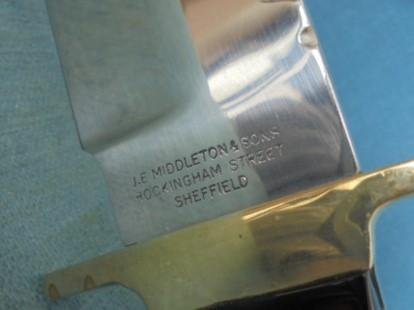 J.E MIDDLETON & SONS
ROCKINGHAM STREET
SHEFFIELD